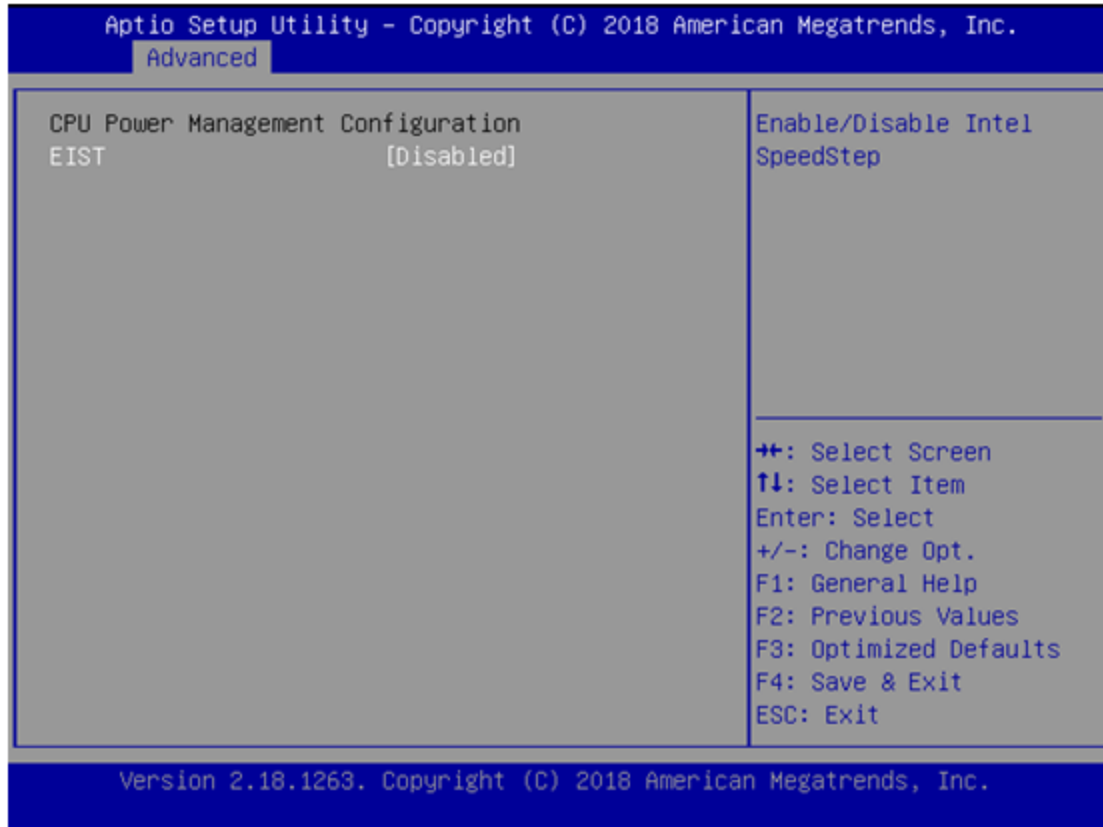 Aptio Setup Utility – Copyright (C) 2018 American Megatrends, Inc.
Advanced
CPU Power Management Configuration
EIST [Disabled]
Enable/Disable Intel
SpeedStep
→←: Select Screen
↑↓: Select Item
Enter: Select
+/-: Change Opt.
F1: General Help
F2: Previous Values
F3: Optimized Defaults
F4: Save & Exit
ESC: Exit
Version 2.18.1263. Copyright (C) 2018 American Megatrends, Inc.